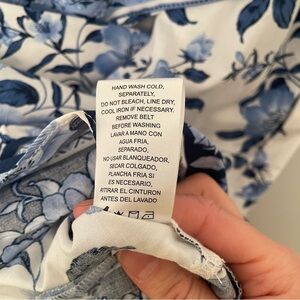 HAND WASH COLD,
SEPARATELY,
DO NOT BLEACH, LINE DRY,
COOL IRON IF NECESSARY.
REMOVE BELT
BEFORE WASHING
LAVAR A MANO CON
AGUA FRIA,
SEPARADO,
NO USAR BLANQUEADOR,
SECAR COLGADO,
PLANCHA FRIA SI
ES NECESARIO,
RITIRAR EL CINTURON
ANTES DEL LAVADO